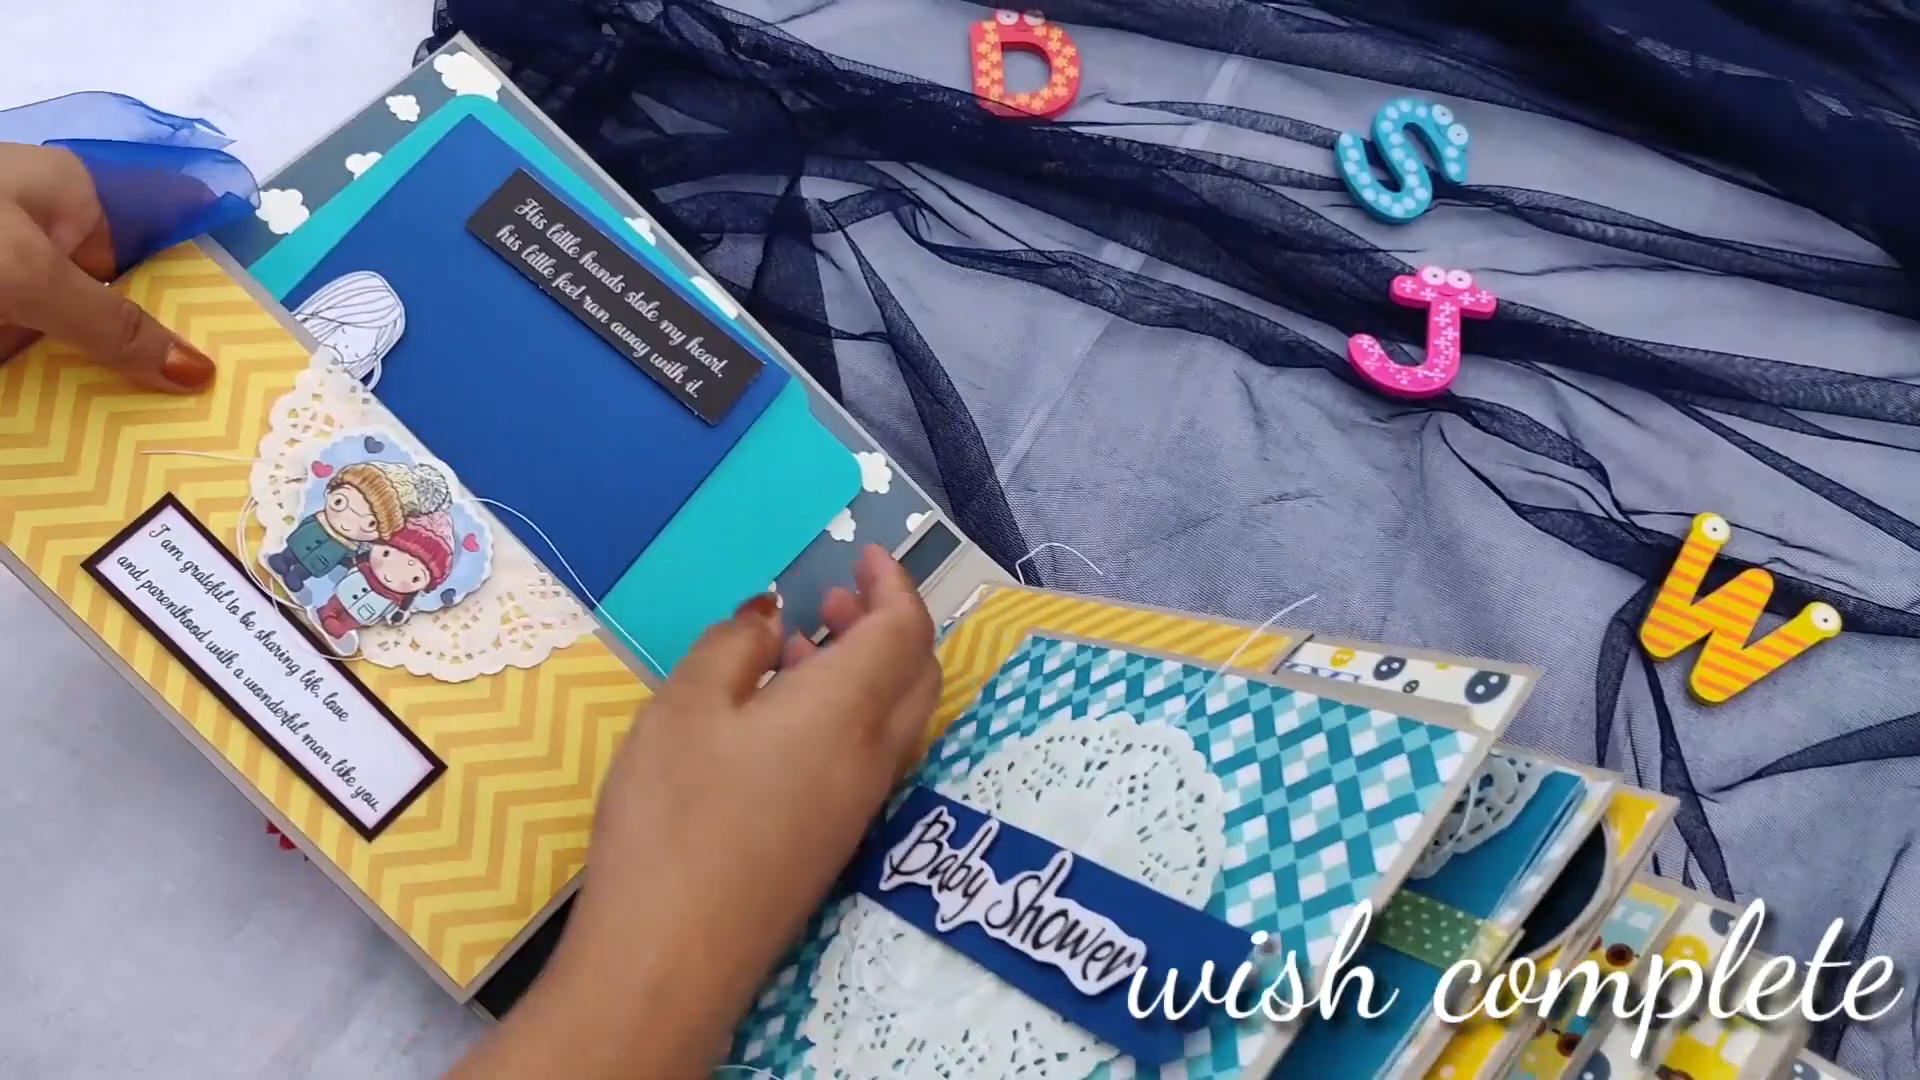 D
S
J
W
His little hands stole my heart,
his little feet ran away with it.
I am grateful to be sharing life, love
and parenthood with a wonderful man like you.
Baby Shower
wish complete